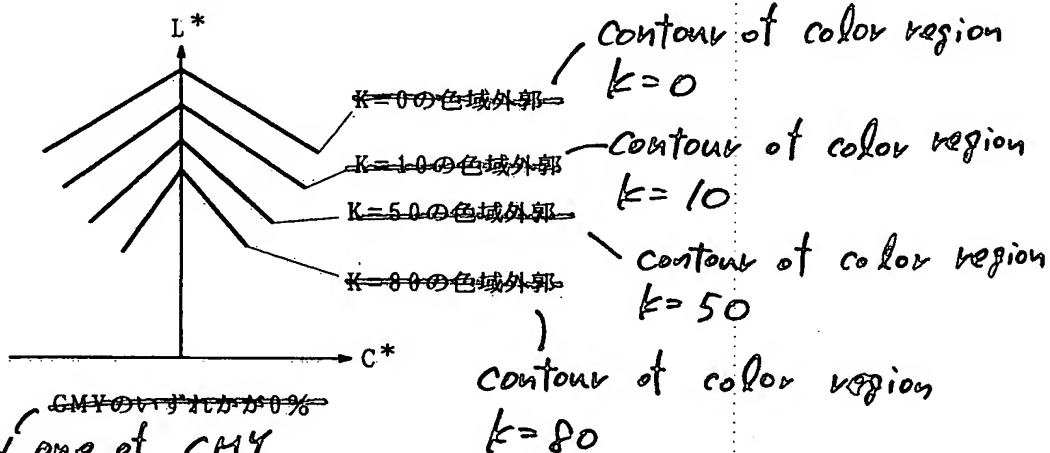 L*
contour of color region
k=0
K=0の色域外郭
contour of color region
K=10の色域外郭
k=10
K=50の色域外郭
contour of color region
k=50
K=80の色域外郭
C*
contour of color region
k=80
CMYのいずれかが0%
one of CMY